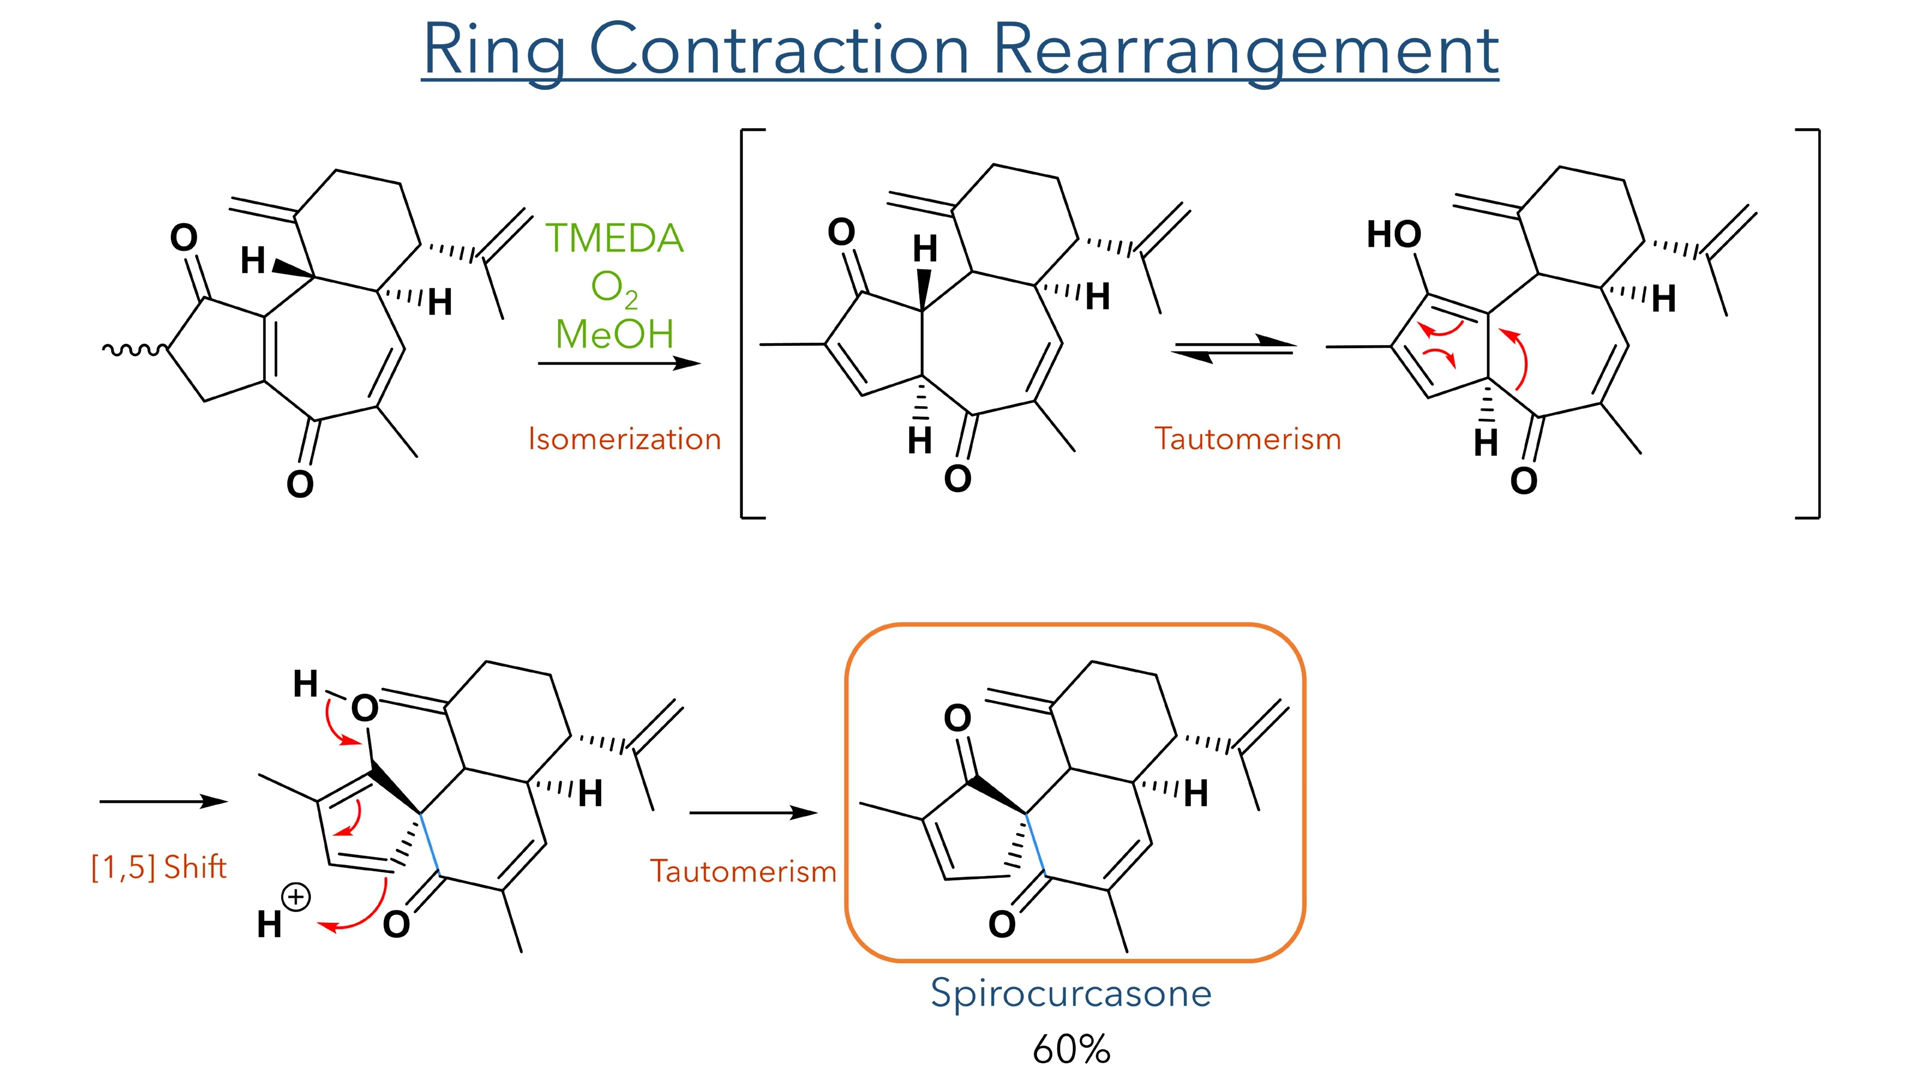 Ring Contraction Rearrangement
O
H
H
TMEDA
O₂
MeOH
Isomerization
O
O
H
H
H
O
Tautomerism
HO
H
H
O
[1,5] Shift
H
O
H
H
⊕
O
Tautomerism
O
H
O
Spirocurcasone
60%